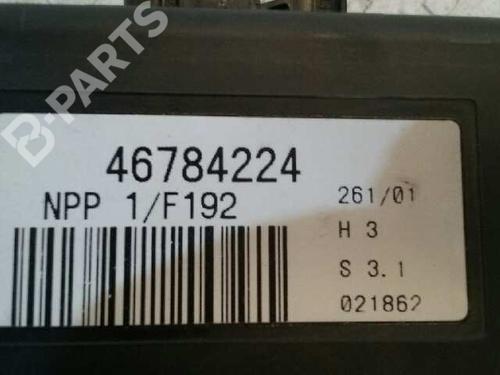 B-PARTS
46784224
NPP 1/F192
261/01
H 3
S 3.1
021862